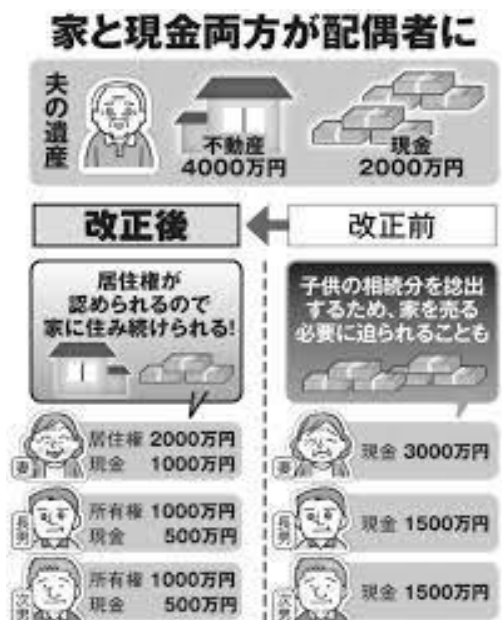 家と現金両方が配偶者に
夫の遺産
不動産
4000万円
現金
2000万円
改正後
改正前
居住権が
認められるので
家に住み続けられる!
子供の相続分を捻出
するため、家を売る
必要に迫られることも
妻
居住権 2000万円
現金 1000万円
長男
所有権 1000万円
現金 500万円
次男
所有権 1000万円
現金 500万円
妻
現金 3000万円
長男
現金 1500万円
次男
現金 1500万円